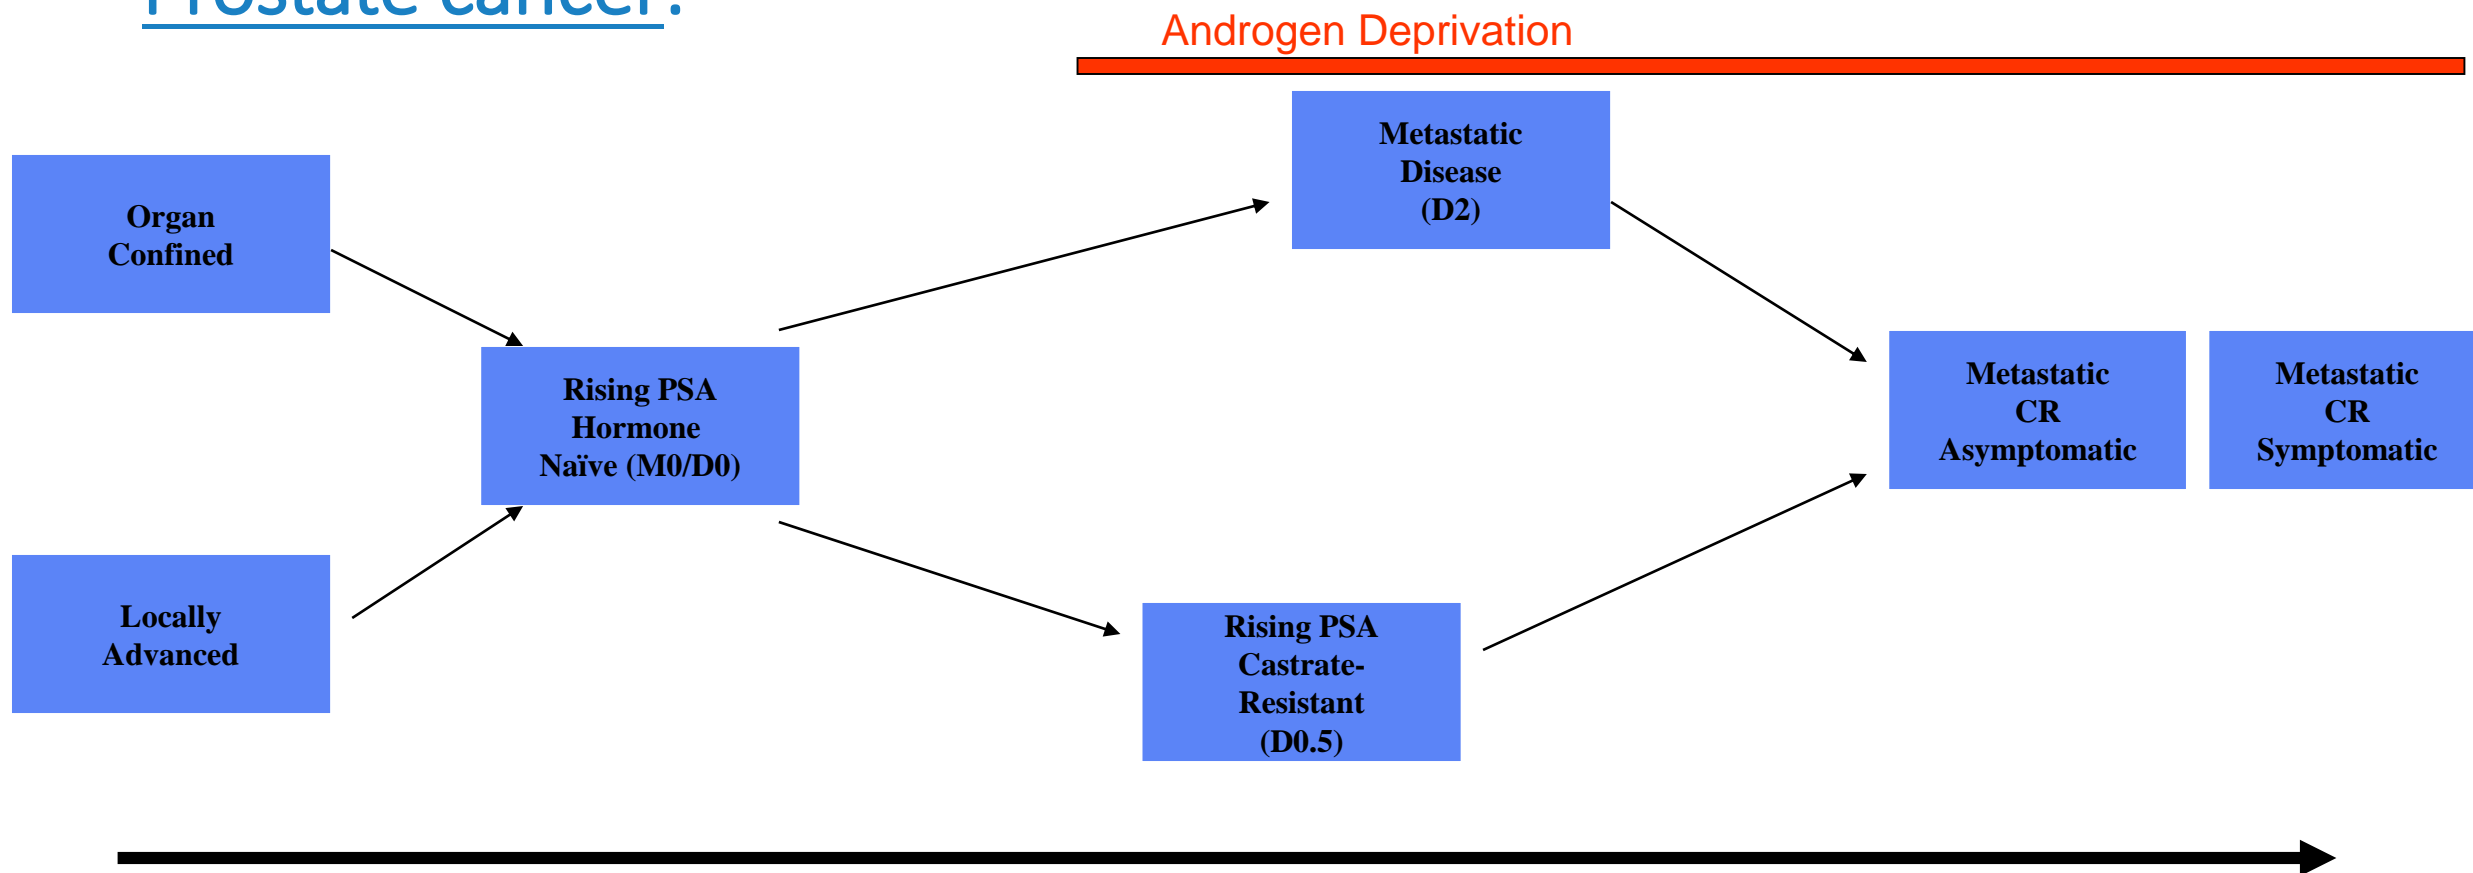 Prostate cancer:
Androgen Deprivation
Metastatic
Disease
(D2)
Organ
Confined
Rising PSA
Hormone
Naïve (M0/D0)
Metastatic
CR
Asymptomatic
Metastatic
CR
Symptomatic
Locally
Advanced
Rising PSA
Castrate-
Resistant
(D0.5)